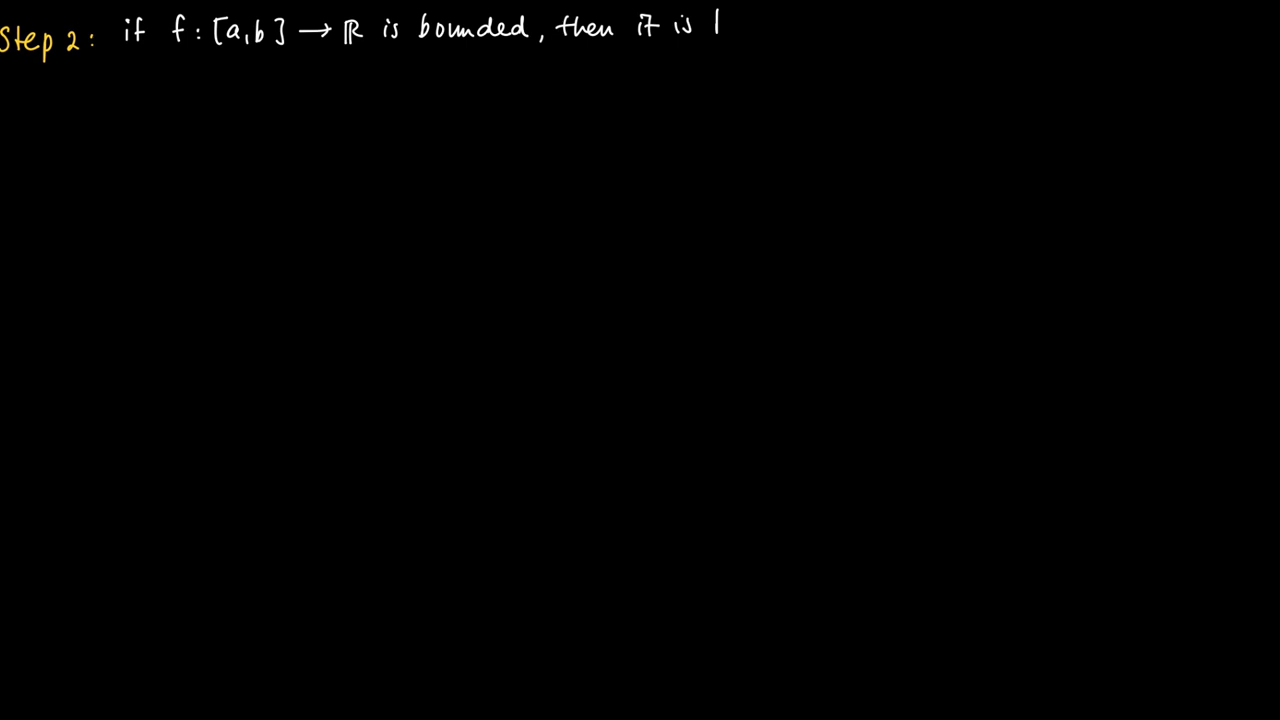 Step 2: if f: [a,b] → ℝ is bounded, then it is